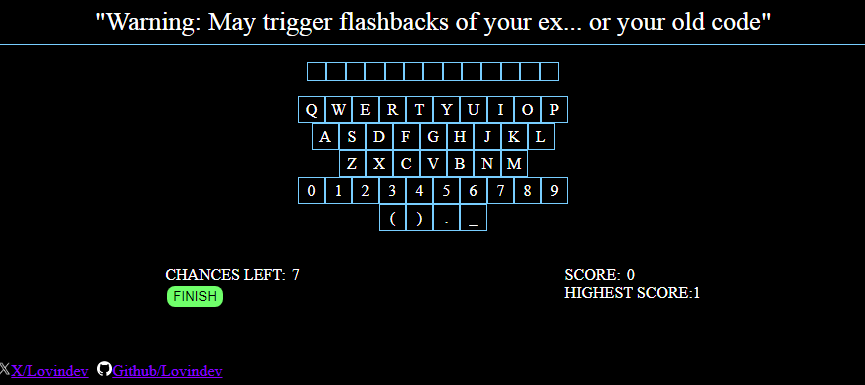 "Warning: May trigger flashbacks of your ex... or your old code"
Q W E R T Y U I O P
A S D F G H J K L
Z X C V B N M
0 1 2 3 4 5 6 7 8 9
( ) . _
CHANCES LEFT: 7
FINISH
SCORE: 0
HIGHEST SCORE:1
X/Lovindev Github/Lovindev